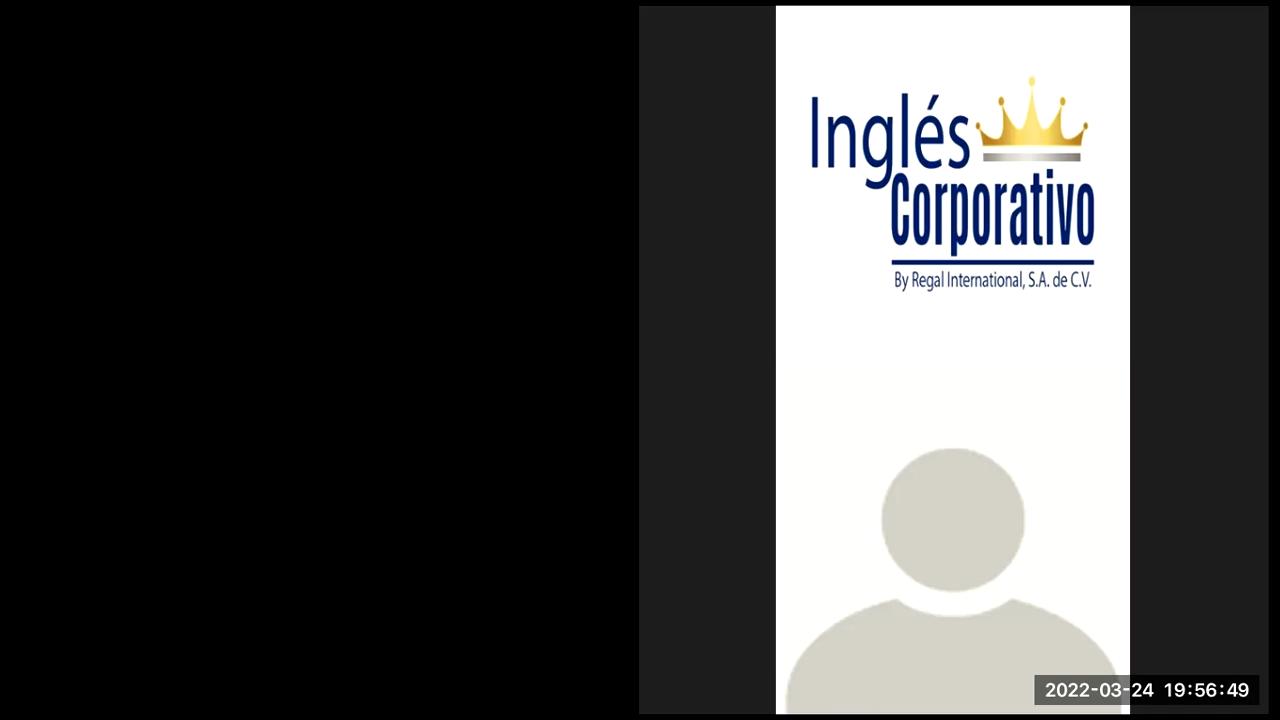 Inglés
Corporativo
By Regal International, S.A. de C.V.
2022-03-24 19:56:49